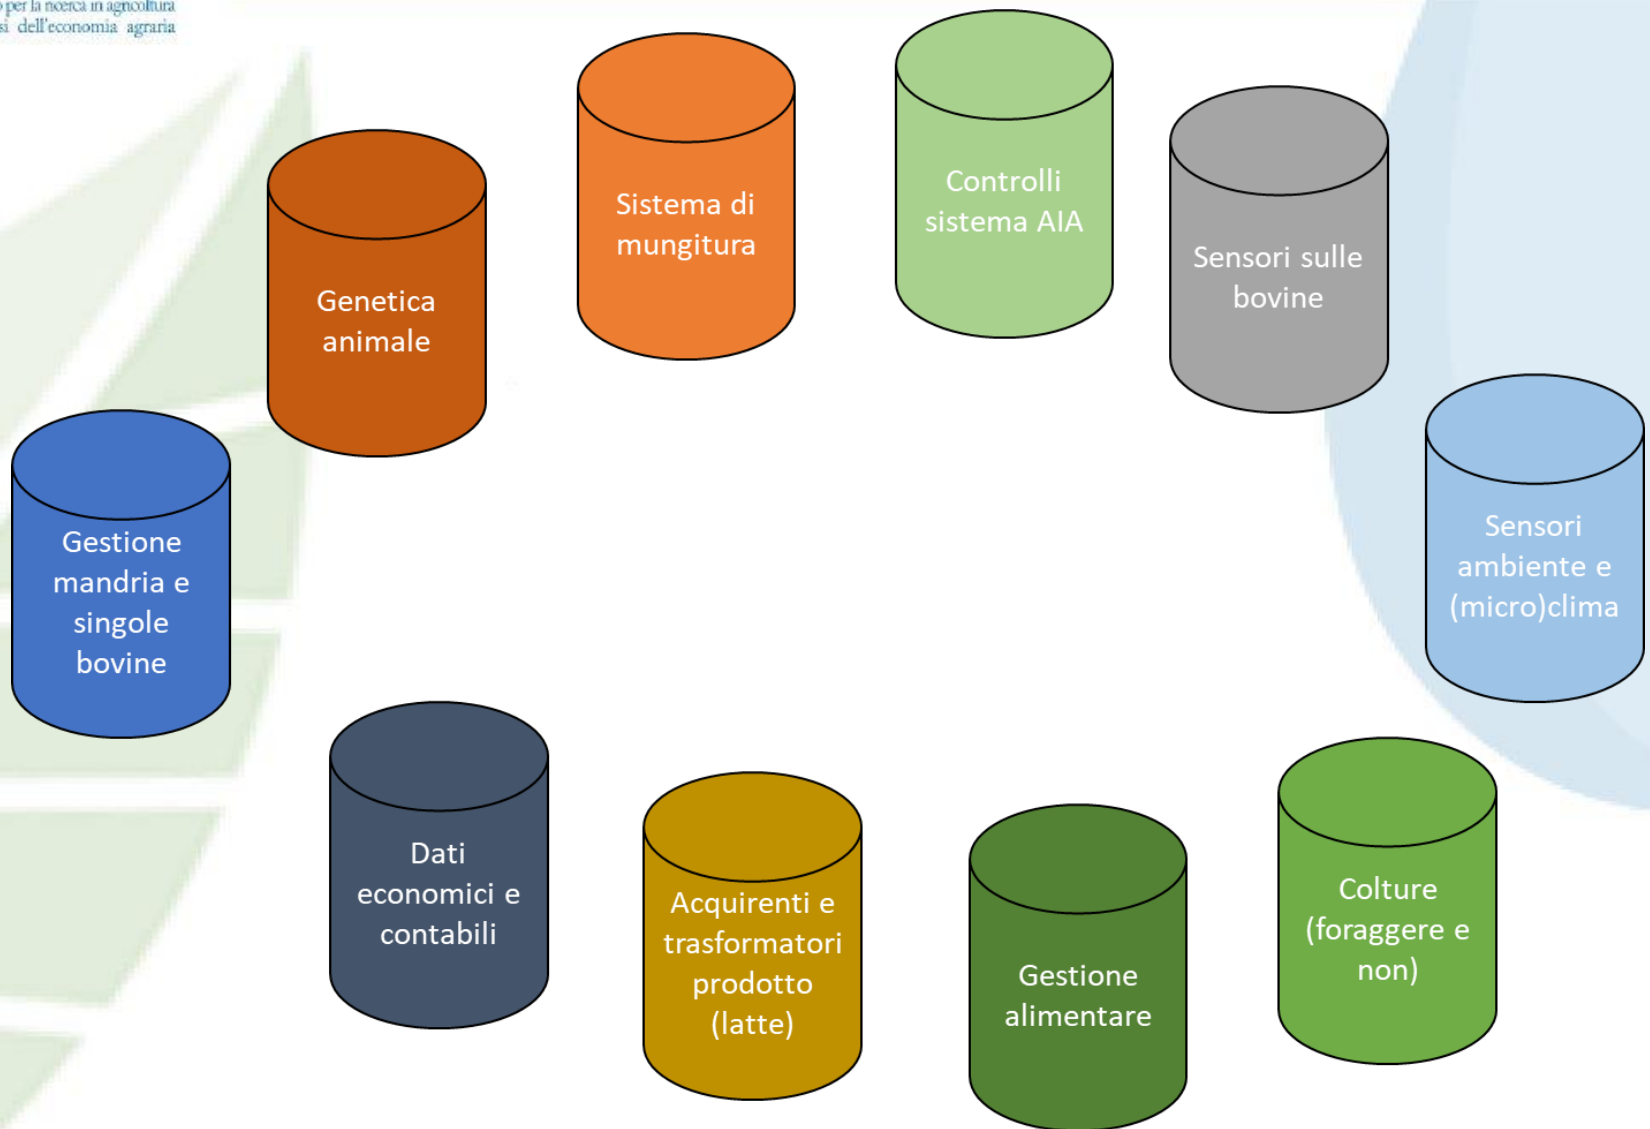 per la ricerca in agricoltura
dell'economia agraria
Sistema di
mungitura
Controlli
sistema AIA
Genetica
animale
Sensori sulle
bovine
Gestione
mandria e
singole
bovine
Sensori
ambiente e
(micro)clima
Dati
economici e
contabili
Acquirenti e
trasformatori
prodotto
(latte)
Gestione
alimentare
Colture
(foraggere e
non)